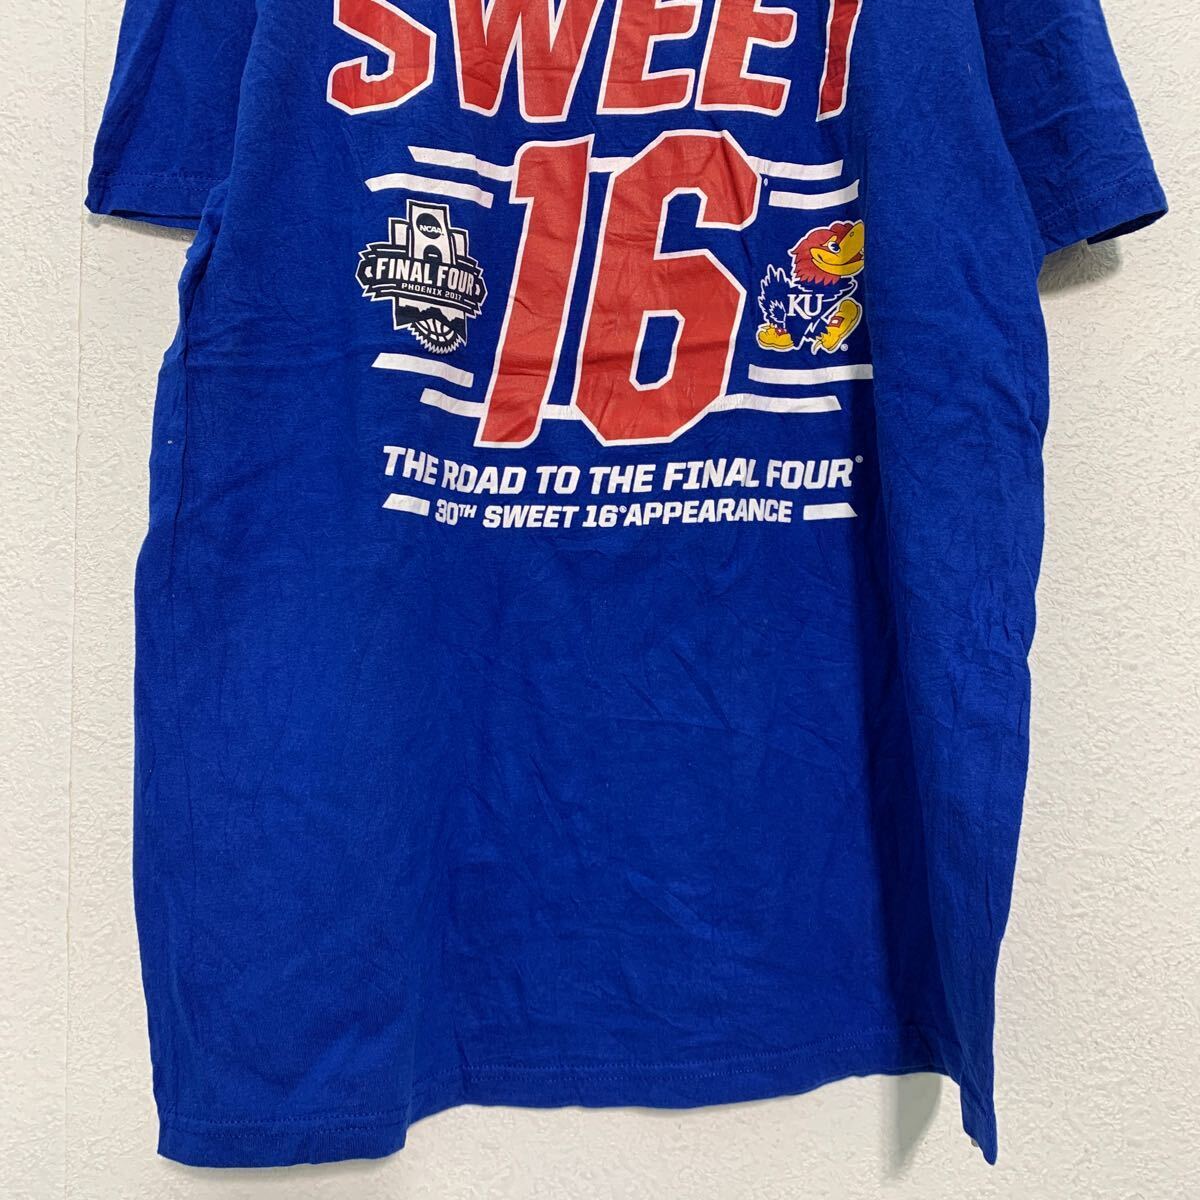 SWEET
16
NCAA
FINAL FOUR
PHOENIX 2017
KU
THE ROAD TO THE FINAL FOUR®
30TH SWEET 16® APPEARANCE